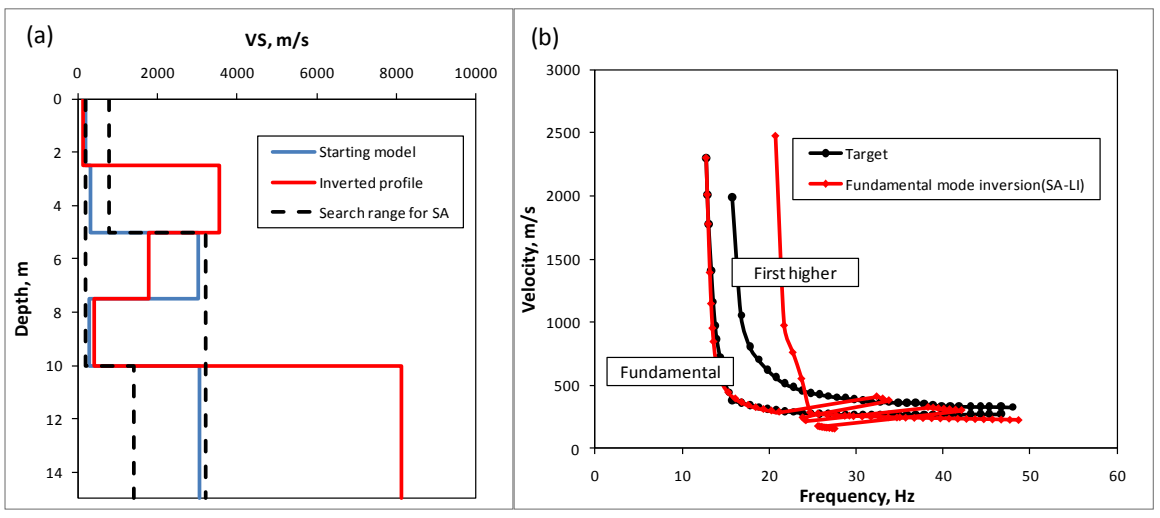 (a)
VS, m/s
0 2000 4000 6000 8000 10000
0
2
4
6
8
10
12
14
Depth, m
Starting model
Inverted profile
Search range for SA
(b)
3000
2500
2000
1500
1000
500
0
Velocity, m/s
Target
Fundamental mode inversion(SA-LI)
First higher
Fundamental
0 10 20 30 40 50 60
Frequency, Hz